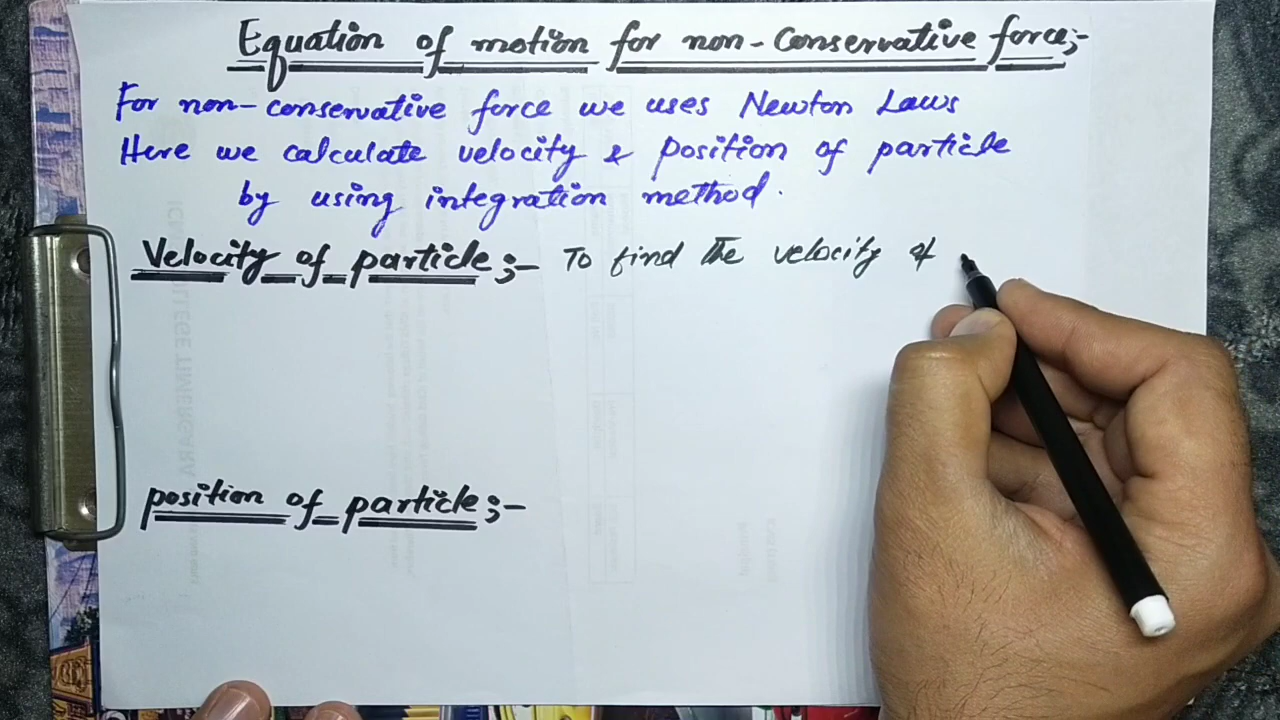 Equation of motion for non-Conservative force;-
For non-conservative force we uses Newton Laws
Here we calculate velocity & position of particle
by using integration method.
Velocity of particle;- To find the velocity of
position of particle;-